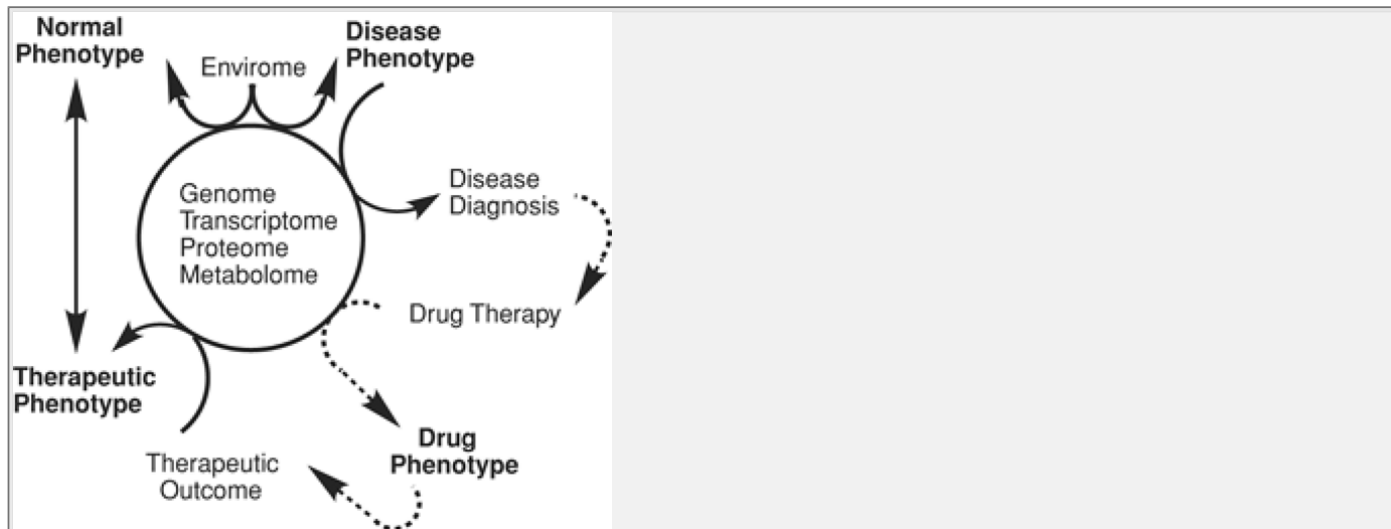 Normal
Phenotype
Envirome
Disease
Phenotype
Genome
Transcriptome
Proteome
Metabolome
Disease
Diagnosis
Drug Therapy
Therapeutic
Phenotype
Drug
Phenotype
Therapeutic
Outcome